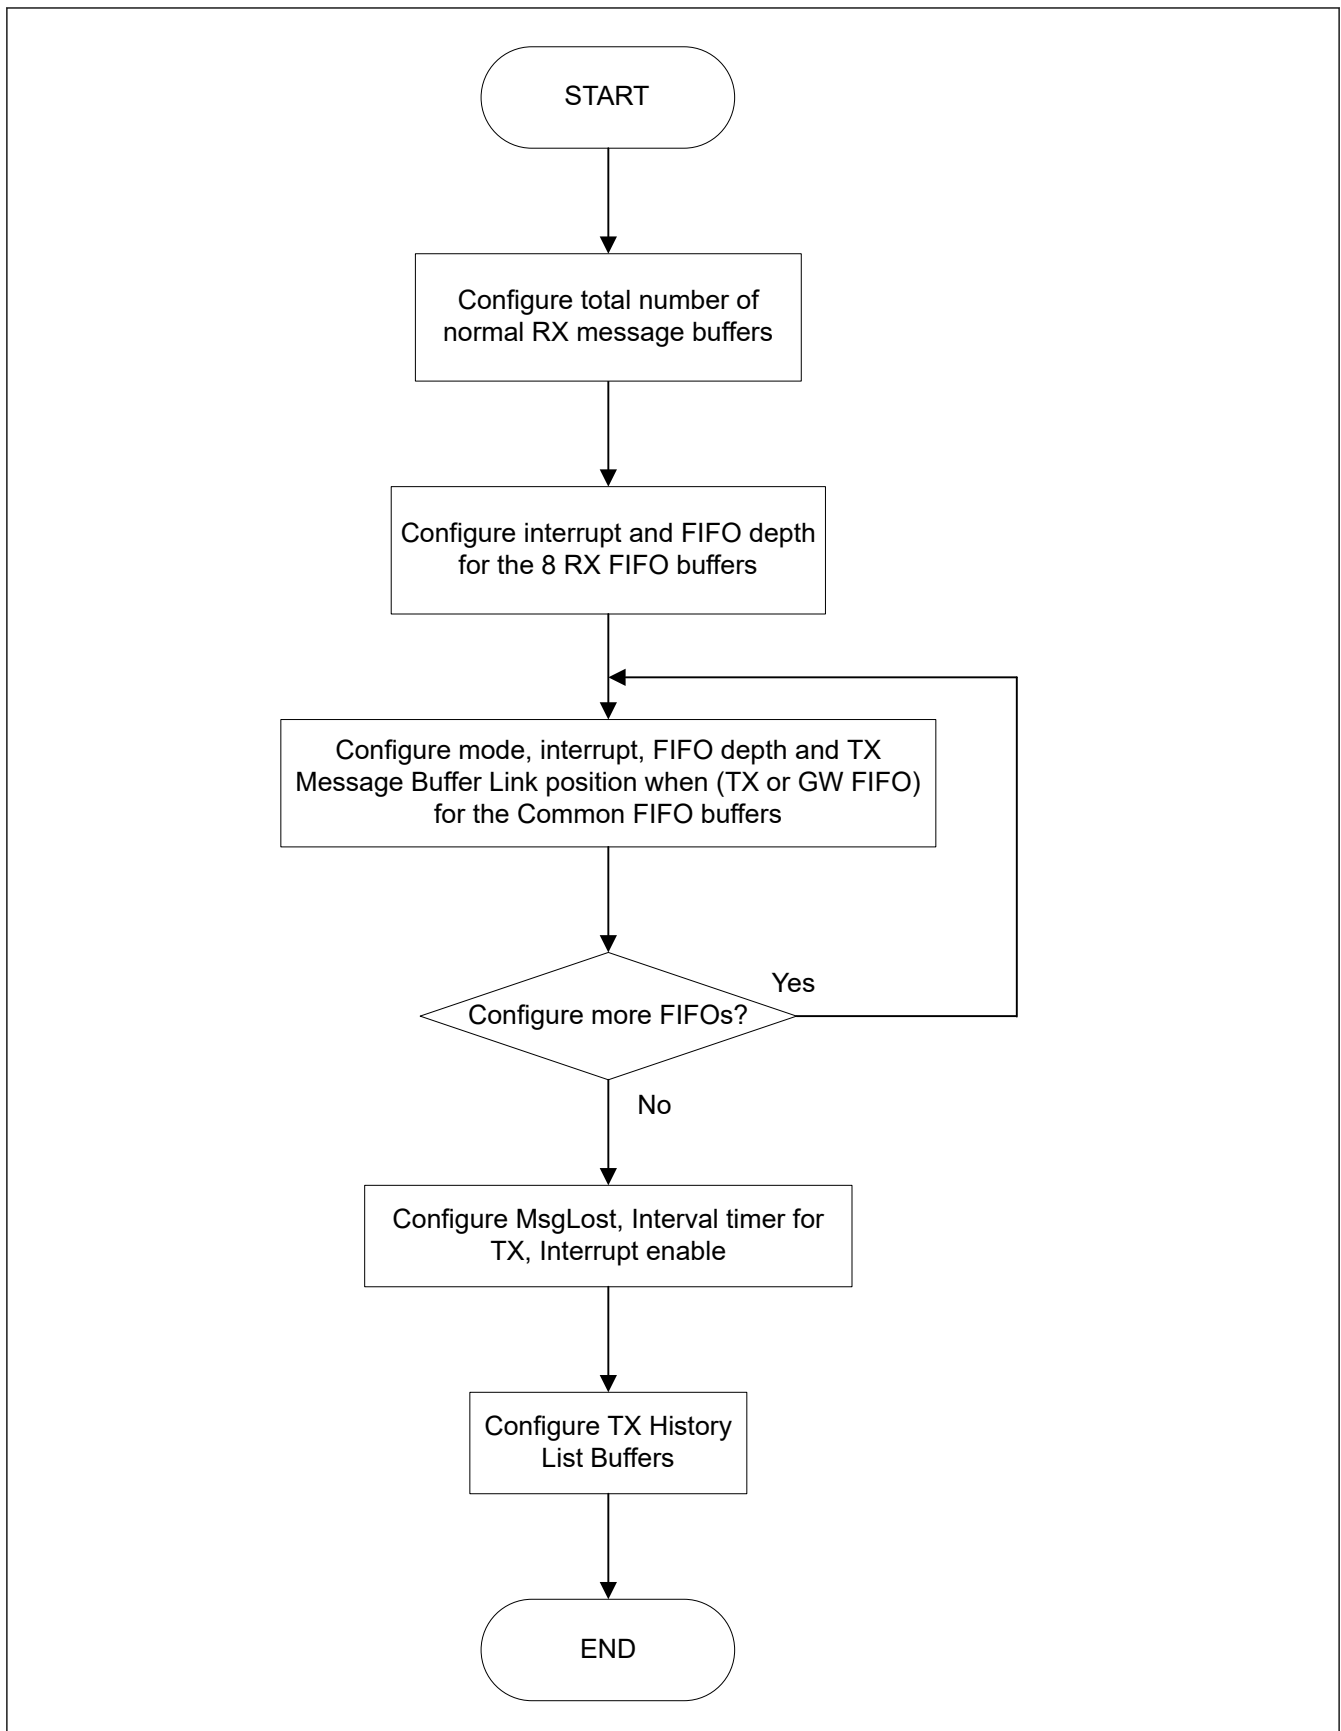 START
Configure total number of
normal RX message buffers
Configure interrupt and FIFO depth
for the 8 RX FIFO buffers
Configure mode, interrupt, FIFO depth and TX
Message Buffer Link position when (TX or GW FIFO)
for the Common FIFO buffers
Yes
Configure more FIFOs?
No
Configure MsgLost, Interval timer for
TX, Interrupt enable
Configure TX History
List Buffers
END